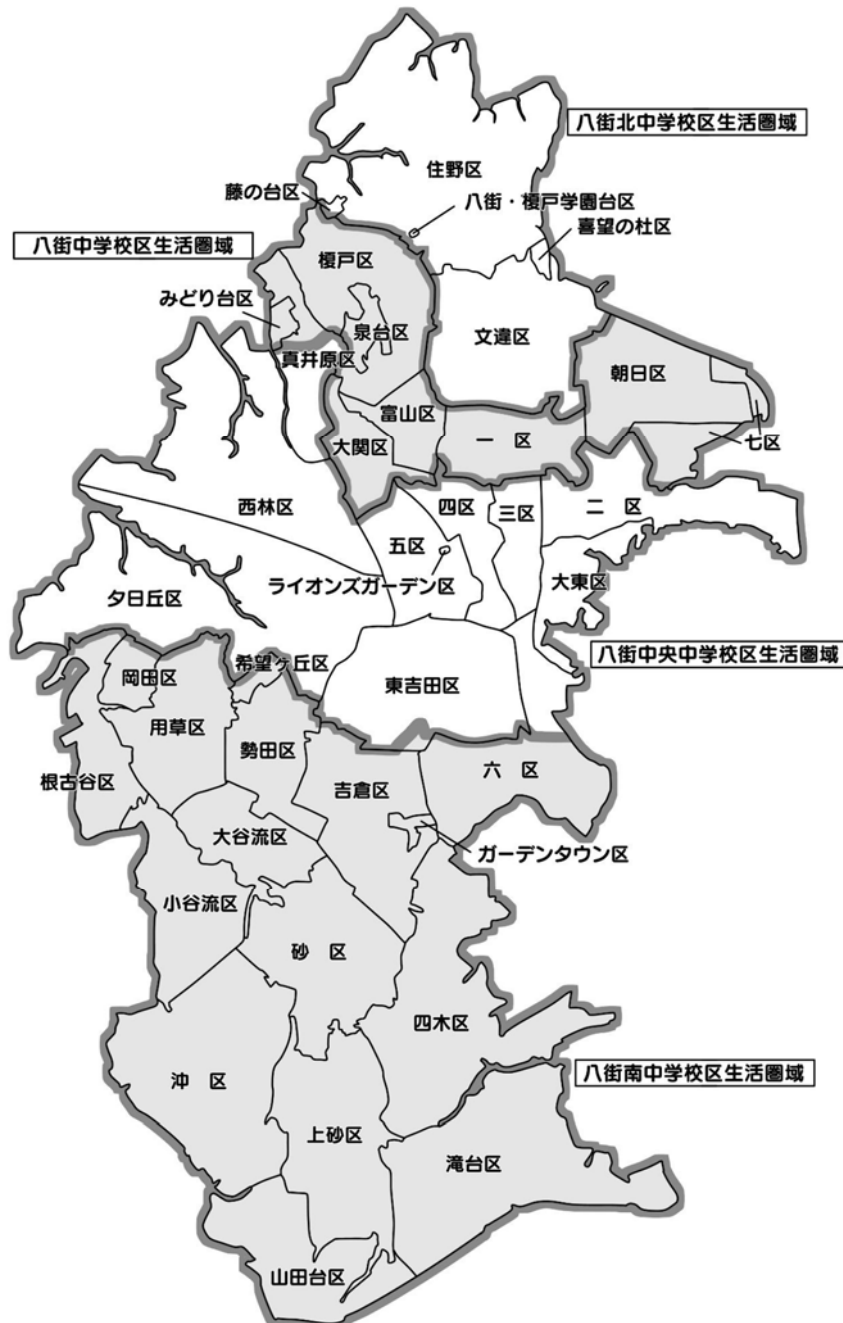 八街北中学校区生活圏域
住野区
藤の台区
八街・榎戸学園台区
喜望の杜区
八街中学校区生活圏域
榎戸区
みどり台区
泉台区
文違区
真井原区
朝日区
富山区
一 区
大関区
七区
西林区
四区
三区
二 区
五区
ライオンズガーデン区
大東区
夕日丘区
希望ヶ丘区
八街中央中学校区生活圏域
岡田区
東吉田区
用草区
勢田区
六 区
根古谷区
吉倉区
大谷流区
ガーデンタウン区
小谷流区
砂 区
四木区
八街南中学校区生活圏域
沖 区
上砂区
滝台区
山田台区